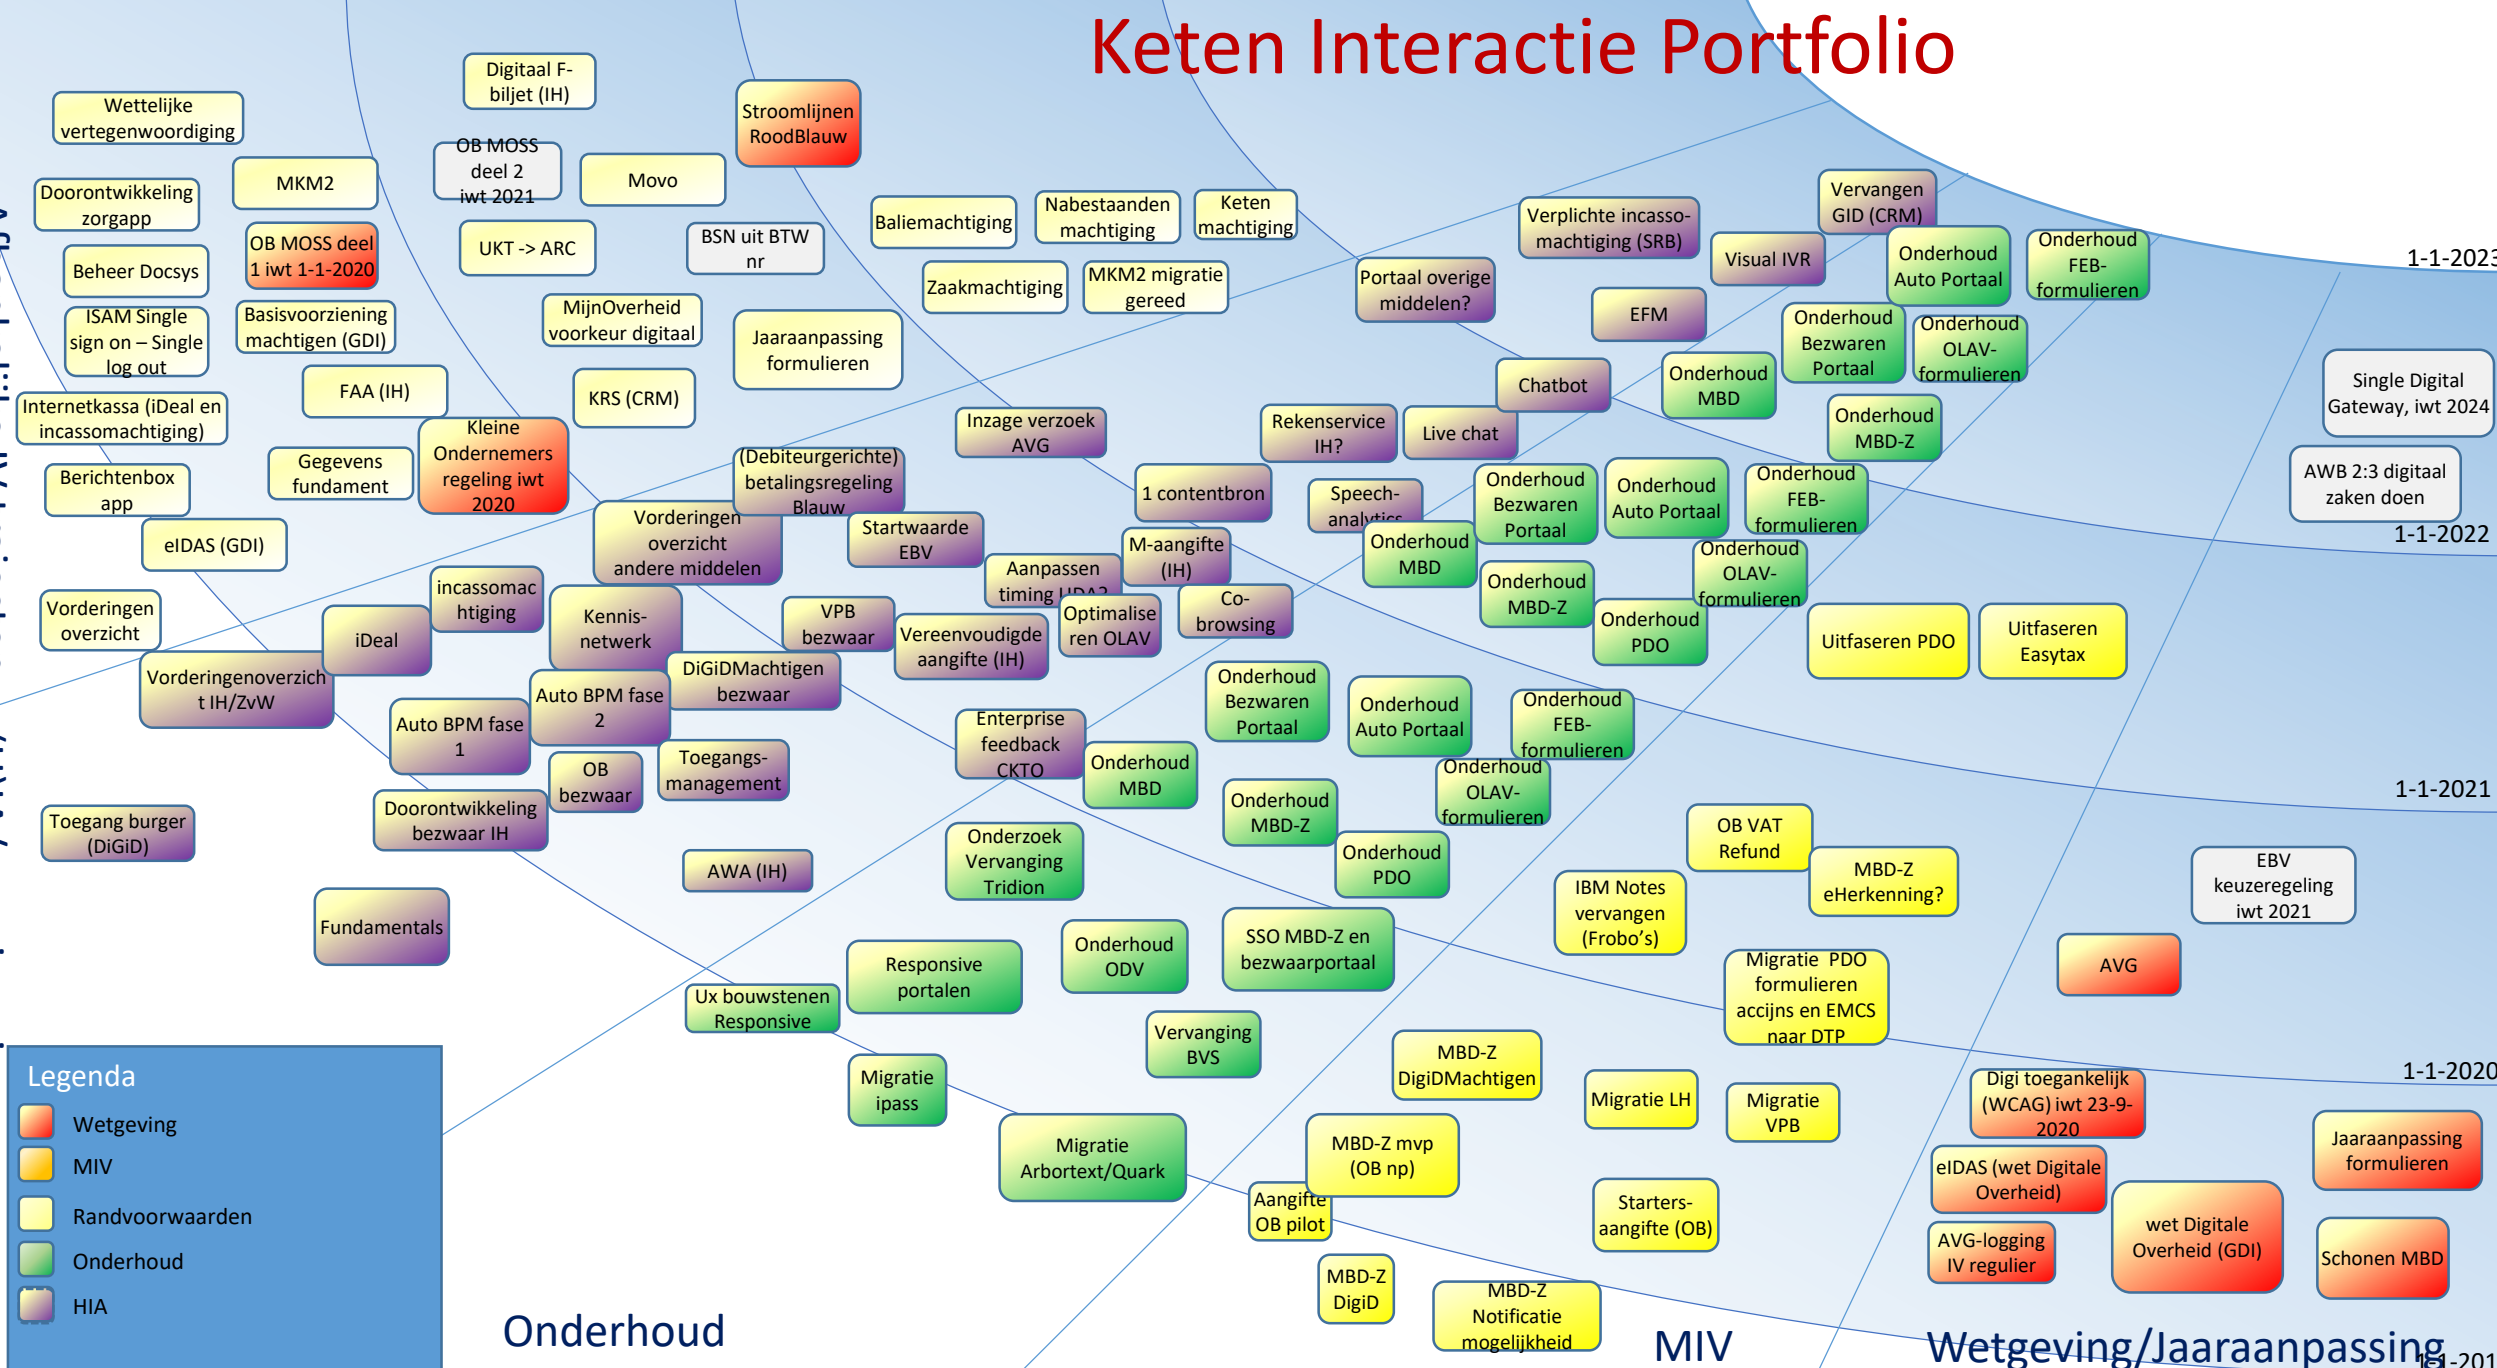 Keten Interactie Portfolio
Digitaal F-
biljet (IH)
Wettelijke
vertegenwoordiging
Stroomlijnen
RoodBlauw
OB MOSS
deel 2
iwt 2021
MKM2
Movo
Doorontwikkeling
zorgapp
Baliemachtiging
Nabestaanden
machtiging
Keten
machtiging
Verplichte incasso-
machtiging (SRB)
Vervangen
GID (CRM)
OB MOSS deel
1 iwt 1-1-2020
UKT -> ARC
BSN uit BTW
nr
Visual IVR
Onderhoud
Auto Portaal
Onderhoud
FEB-
formulieren
1-1-2023
Beheer Docsys
Zaakmachtiging
MKM2 migratie
gereed
Portaal overige
middelen?
ISAM Single
sign on – Single
log out
Basisvoorziening
machtigen (GDI)
MijnOverheid
voorkeur digitaal
Jaaraanpassing
formulieren
EFM
Onderhoud
Bezwaren
Portaal
Onderhoud
OLAV-
formulieren
FAA (IH)
KRS (CRM)
Chatbot
Onderhoud
MBD
Single Digital
Gateway, iwt 2024
Internetkassa (iDeal en
incassomachtiging)
Kleine
Ondernemers
regeling iwt
2020
Inzage verzoek
AVG
Rekenservice
IH?
Live chat
Onderhoud
MBD-Z
Berichtenbox
app
Gegevens
fundament
(Debiteurgerichte)
betalingsregeling
Blauw
1 contentbron
Speech-
analytics
Onderhoud
Bezwaren
Portaal
Onderhoud
Auto Portaal
Onderhoud
FEB-
formulieren
AWB 2:3 digitaal
zaken doen
1-1-2022
eIDAS (GDI)
Vorderingen
overzicht
andere middelen
Startwaarde
EBV
Aanpassen
timing
M-aangifte
(IH)
Onderhoud
MBD
Onderhoud
MBD-Z
Onderhoud
OLAV-
formulieren
Vorderingen
overzicht
iDeal
incassomac
htiging
Kennis-
netwerk
VPB
bezwaar
Vereenvoudigde
aangifte (IH)
Optimalise
ren OLAV
Co-
browsing
Onderhoud
PDO
Uitfaseren PDO
Uitfaseren
Easytax
Vorderingenoverzich
t IH/ZvW
Auto BPM fase
1
Auto BPM fase
2
DiGiDMachtigen
bezwaar
Enterprise
feedback
CKTO
Onderhoud
Bezwaren
Portaal
Onderhoud
Auto Portaal
Onderhoud
FEB-
formulieren
OB
bezwaar
Toegangs-
management
Onderhoud
MBD
Onderhoud
MBD-Z
Onderhoud
OLAV-
formulieren
1-1-2021
Toegang burger
(DiGiD)
Doorontwikkeling
bezwaar IH
AWA (IH)
Onderzoek
Vervanging
Tridion
Onderhoud
PDO
OB VAT
Refund
MBD-Z
eHerkenning?
EBV
keuzeregeling
iwt 2021
Fundamentals
IBM Notes
vervangen
(Frobo’s)
Responsive
portalen
Onderhoud
ODV
SSO MBD-Z en
bezwaarportaal
Migratie PDO
formulieren
accijns en EMCS
naar DTP
AVG
Ux bouwstenen
Responsive
Vervanging
BVS
1-1-2020
Migratie
ipass
MBD-Z
DigiDMachtigen
Migratie LH
Migratie
VPB
Digi toegankelijk
(WCAG) iwt 23-9-
2020
Jaaraanpassing
formulieren
Migratie
Arbortext/Quark
MBD-Z mvp
(OB np)
eIDAS (wet Digitale
Overheid)
Aangifte
OB pilot
Starters-
aangifte (OB)
AVG-logging
IV regulier
wet Digitale
Overheid (GDI)
Schonen MBD
MBD-Z
DigiD
MBD-Z
Notificatie
mogelijkheid
Legenda
Wetgeving
MIV
Randvoorwaarden
Onderhoud
HIA
Onderhoud
MIV
Wetgeving/Jaaraanpassing